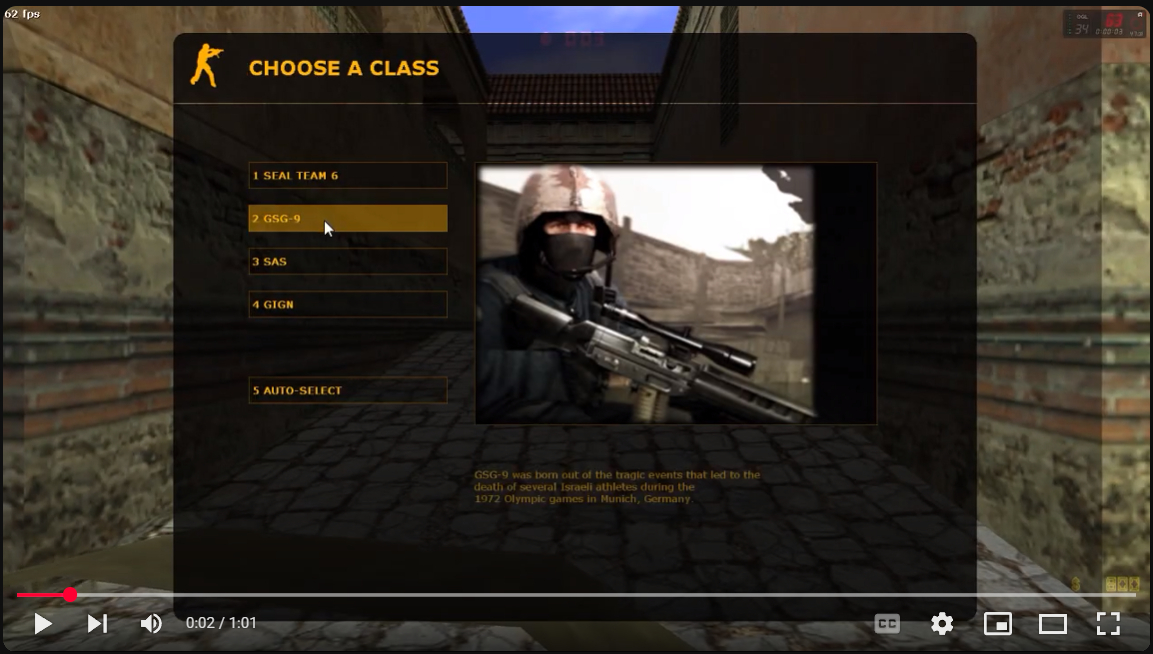 62 fps
CHOOSE A CLASS
1 SEAL TEAM 6
2 GSG-9
3 SAS
4 GIGN
5 AUTO-SELECT
GSG-9 was born out of the tragic events that led to the
death of several Israeli athletes during the
1972 Olympic games in Munich, Germany.
0:02 / 1:01
CC